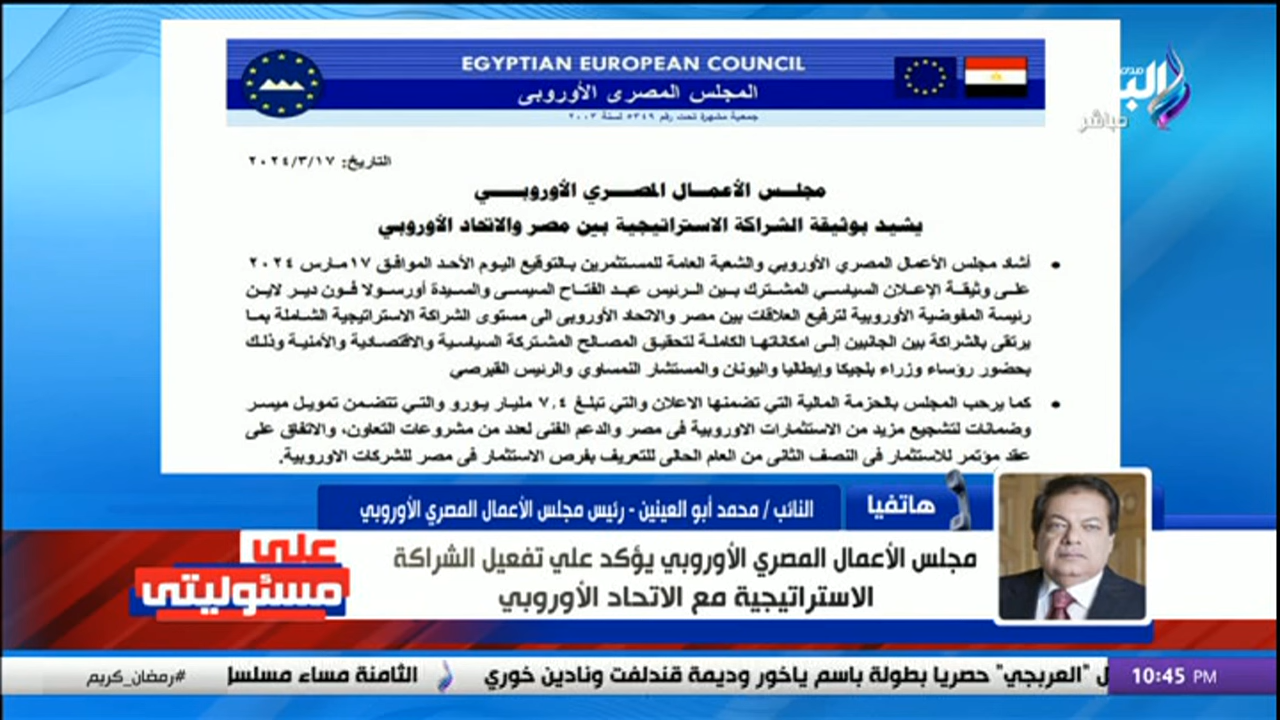 EGYPTIAN EUROPEAN COUNCIL
المجلس المصرى الأوروبى
جمعية مشهرة تحت رقم ٥٣٤٩ لسنة ٢٠٠٣
مباشر
التاريخ: ٢٠٢٤/٣/١٧
مجلس الأعمال المصري الأوروبي
يشيد بوثيقة الشراكة الاستراتيجية بين مصر والاتحاد الأوروبي
• أشاد مجلس الأعمال المصري الأوروبي والشعبة العامة للمستثمرين بالتوقيع اليوم الأحد الموافق ١٧ مارس ٢٠٢٤
على وثيقة الإعلان السياسي المشترك بين الرئيس عبد الفتاح السيسى والسيدة أورسولا فون دير لاين
رئيسة المفوضية الأوروبية لترفيع العلاقات بين مصر والاتحاد الأوروبى الى مستوى الشراكة الاستراتيجية الشاملة بما
يرتقى بالشراكة بين الجانبين إلى امكاناتها الكاملة لتحقيق المصالح المشتركة السياسية والاقتصادية والأمنية وذلك
بحضور رؤساء وزراء بلجيكا وإيطاليا واليونان والمستشار النمساوي والرئيس القبرصي
• كما يرحب المجلس بالحزمة المالية التي تضمنها الاعلان والتي تبلغ ٧,٤ مليار يورو والتي تتضمن تمويل ميسر
وضمانات لتشجيع مزيد من الاستثمارات الاوروبية فى مصر والدعم الفنى لعدد من مشروعات التعاون، والاتفاق على
عقد مؤتمر للاستثمار فى النصف الثانى من العام الحالى للتعريف بفرص الاستثمار فى مصر للشركات الاوروبية.
هاتفيا
النائب / محمد أبو العينين - رئيس مجلس الأعمال المصري الأوروبي
مجلس الأعمال المصري الأوروبي يؤكد علي تفعيل الشراكة
الاستراتيجية مع الاتحاد الأوروبي
على
مسئوليتى
10:45 PM
ل "العربجي" حصريا بطولة باسم ياخور وديمة قندلفت ونادين خوري
الثامنة مساء مسلسل
#رمضان_كريم